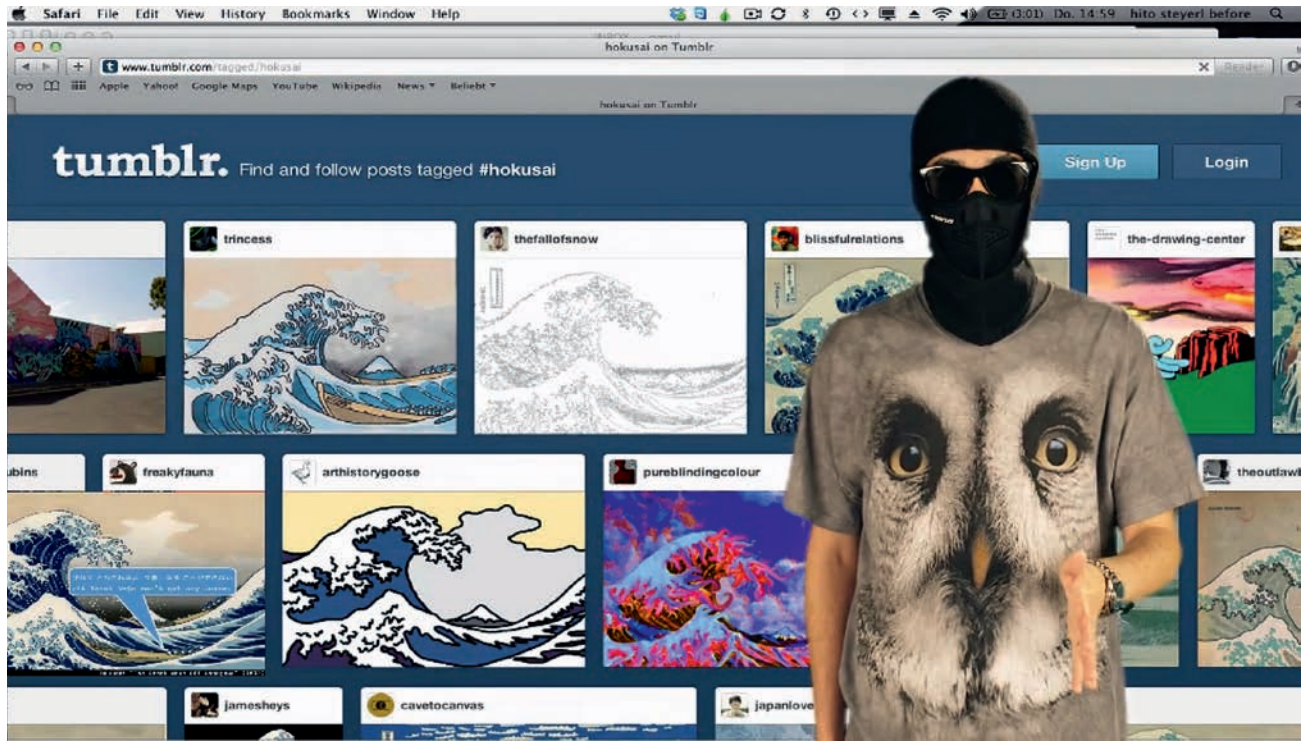 Safari File Edit View History Bookmarks Window Help
(3:01) Do. 14:59 hito steyerl before
hokusai on Tumblr
www.tumblr.com/tagged/hokusai
Reader
Apple Yahoo! Google Maps YouTube Wikipedia News Beliebt
hokusai on Tumblr
tumblr. Find and follow posts tagged #hokusai
Sign Up Login
trincess thefallofsnow blissfulrelations the-drawing-center
freakyfauna arthistorygoose pureblindingcolour
jamesheys cavetocanvas